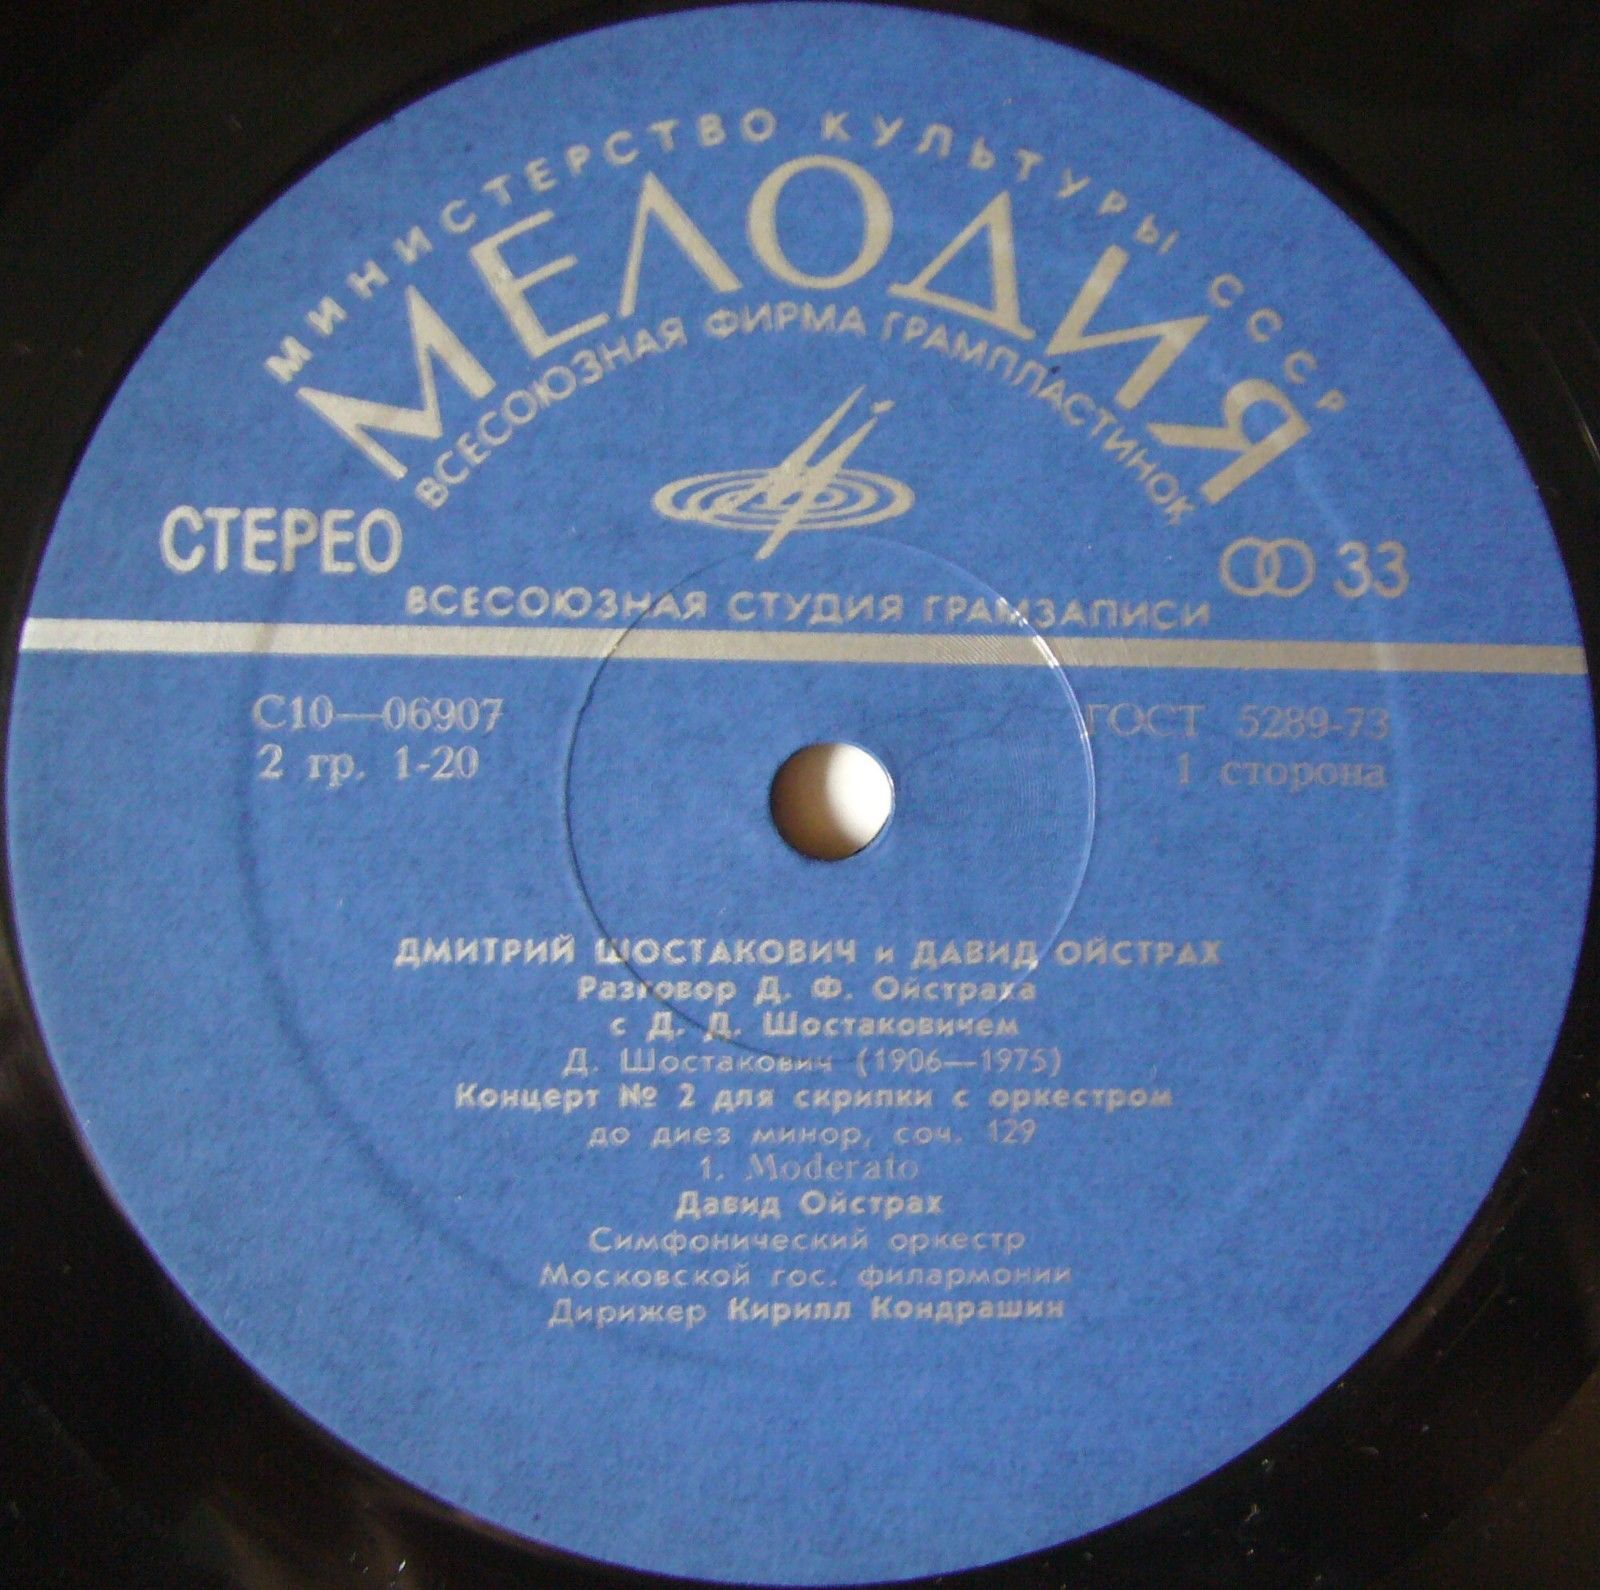 МИНИСТЕРСТВО КУЛЬТУРЫ СССР
МЕЛОДИЯ
ВСЕСОЮЗНАЯ ФИРМА ГРАМПЛАСТИНОК
СТЕРЕО
33
ВСЕСОЮЗНАЯ СТУДИЯ ГРАМЗАПИСИ
С10—06907
ГОСТ 5289-73
2 гр. 1-20
1 сторона
ДМИТРИЙ ШОСТАКОВИЧ и ДАВИД ОЙСТРАХ
Разговор Д. Ф. Ойстраха
с Д. Д. Шостаковичем
Д. Шостакович (1906—1975)
Концерт № 2 для скрипки с оркестром
до диез минор, соч. 129
1. Moderato
Давид Ойстрах
Симфонический оркестр
Московской гос. филармонии
Дирижер Кирилл Кондрашин